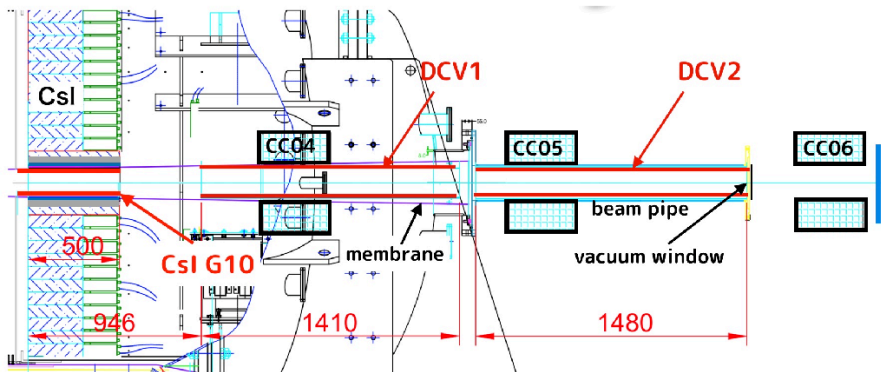 DCV1
DCV2
CsI
CC04
CC05
CC06
beam pipe
membrane
vacuum window
500
CsI G10
946
1410
1480